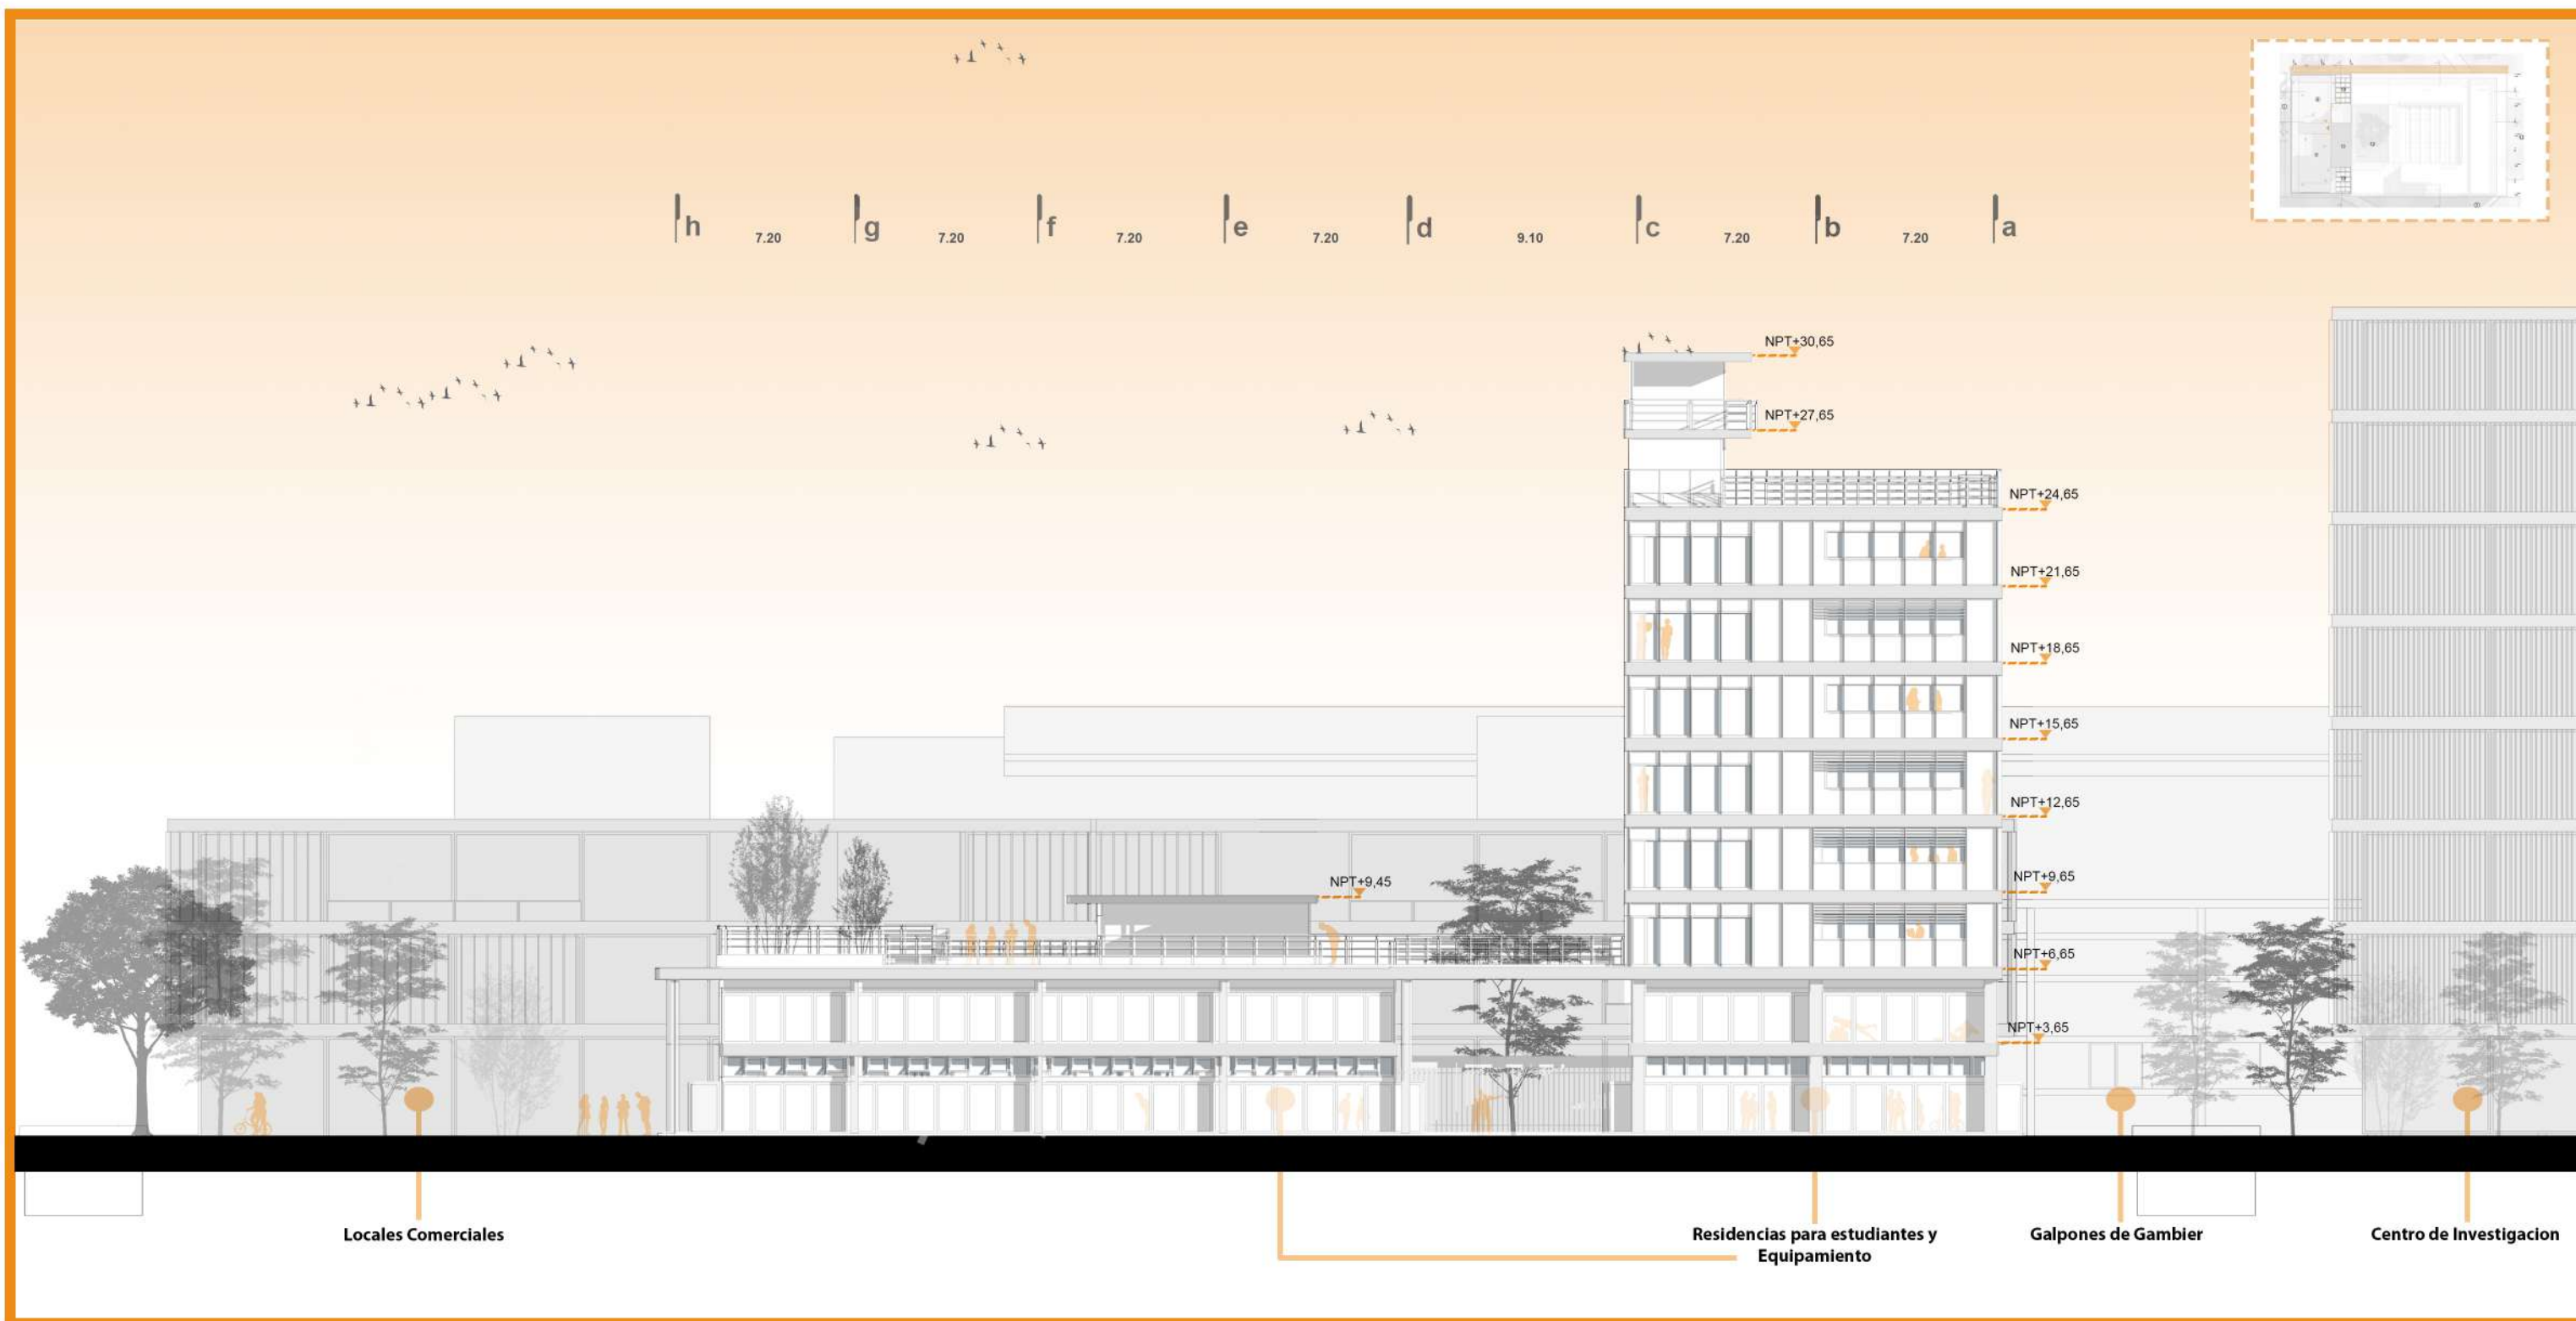 h 7.20 g 7.20 f 7.20 e 7.20 d 9.10 c 7.20 b 7.20 a
NPT+30,65
NPT+27,65
NPT+24,65
NPT+21,65
NPT+18,65
NPT+15,65
NPT+12,65
NPT+9,65
NPT+9,45
NPT+6,65
NPT+3,65
Locales Comerciales
Residencias para estudiantes y
Equipamiento
Galpones de Gambier
Centro de Investigacion